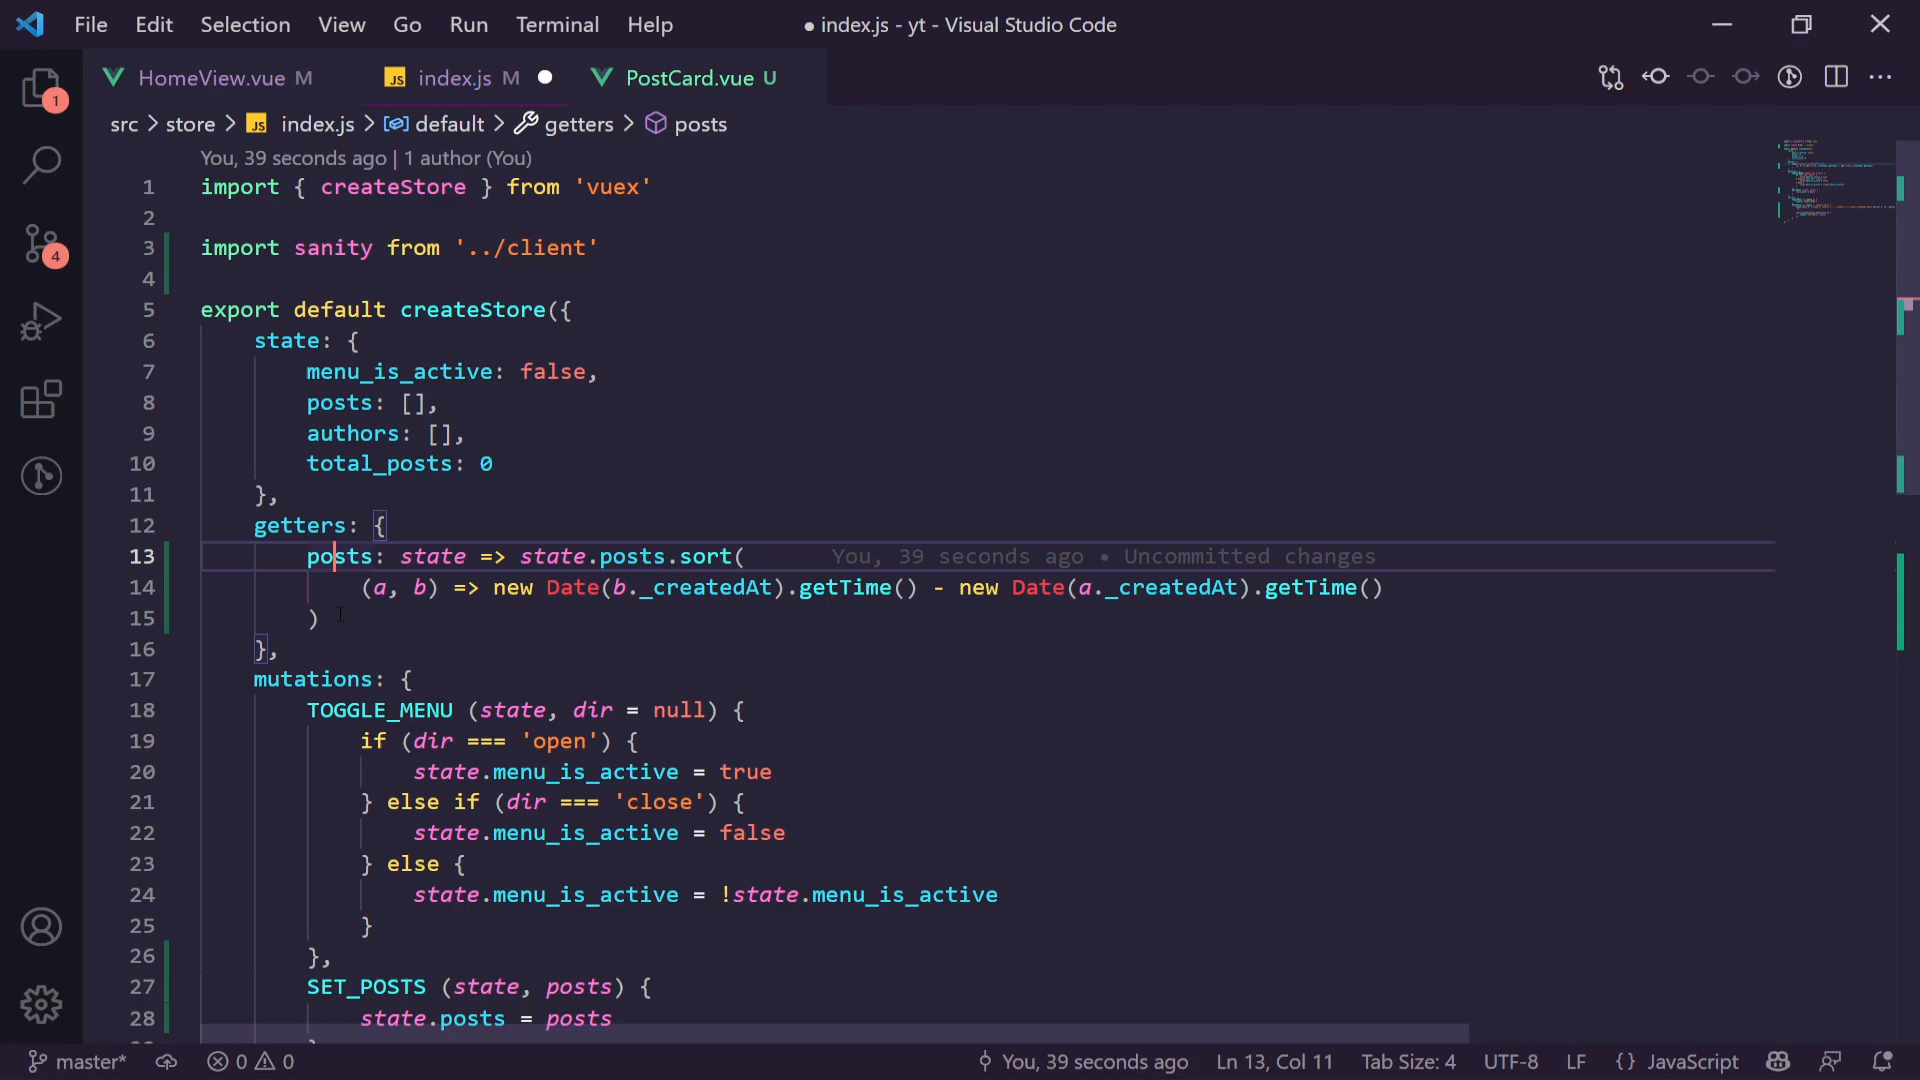 File Edit Selection View Go Run Terminal Help ● index.js - yt - Visual Studio Code
HomeView.vue M JS index.js M PostCard.vue U
src > store > JS index.js > default > getters > posts
You, 39 seconds ago | 1 author (You)
1 import { createStore } from 'vuex'
2
3 import sanity from '../client'
4
5 export default createStore({
6 state: {
7 menu_is_active: false,
8 posts: [],
9 authors: [],
10 total_posts: 0
11 },
12 getters: {
13 posts: state => state.posts.sort( You, 39 seconds ago • Uncommitted changes
14 (a, b) => new Date(b._createdAt).getTime() - new Date(a._createdAt).getTime()
15 )
16 },
17 mutations: {
18 TOGGLE_MENU (state, dir = null) {
19 if (dir === 'open') {
20 state.menu_is_active = true
21 } else if (dir === 'close') {
22 state.menu_is_active = false
23 } else {
24 state.menu_is_active = !state.menu_is_active
25 }
26 },
27 SET_POSTS (state, posts) {
28 state.posts = posts
1
4
master* 0 0 You, 39 seconds ago Ln 13, Col 11 Tab Size: 4 UTF-8 LF {} JavaScript